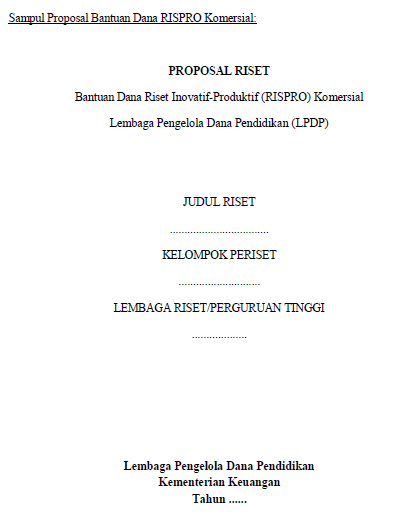 Sampul Proposal Bantuan Dana RISPRO Komersial:
PROPOSAL RISET
Bantuan Dana Riset Inovatif-Produktif (RISPRO) Komersial
Lembaga Pengelola Dana Pendidikan (LPDP)
JUDUL RISET
..................................
KELOMPOK PERISET
............................
LEMBAGA RISET/PERGURUAN TINGGI
...................
Lembaga Pengelola Dana Pendidikan
Kementerian Keuangan
Tahun ......